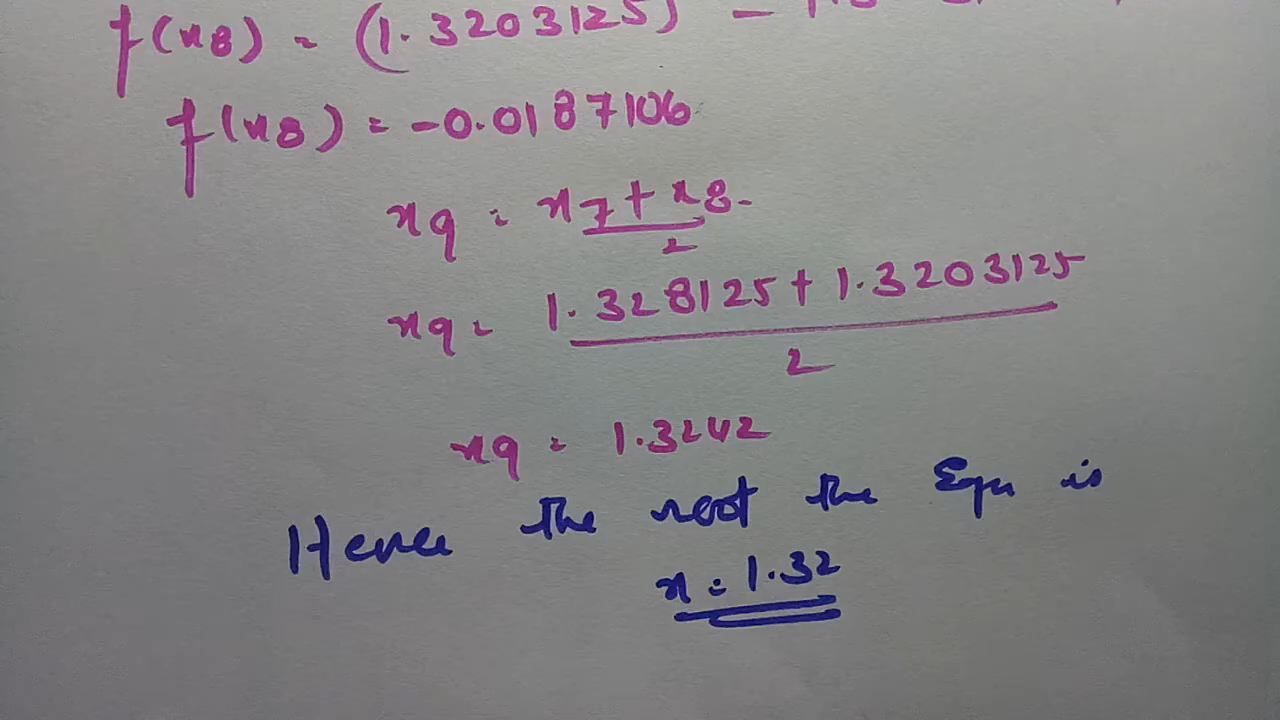 f(x8) = (1.3203125) -
f(x8) = -0.0187106
x9 = x7 + x8
2
x9 = 1.328125 + 1.3203125
2
x9 = 1.3242
Hence the root the Eqn is
x = 1.32